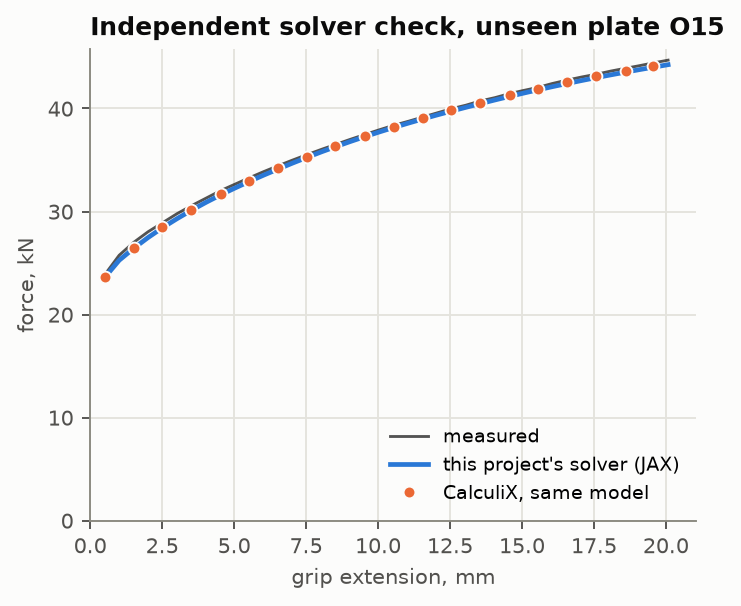 Independent solver check, unseen plate O15
force, kN
40
30
20
10
0
measured
this project's solver (JAX)
CalculiX, same model
0.0 2.5 5.0 7.5 10.0 12.5 15.0 17.5 20.0
grip extension, mm